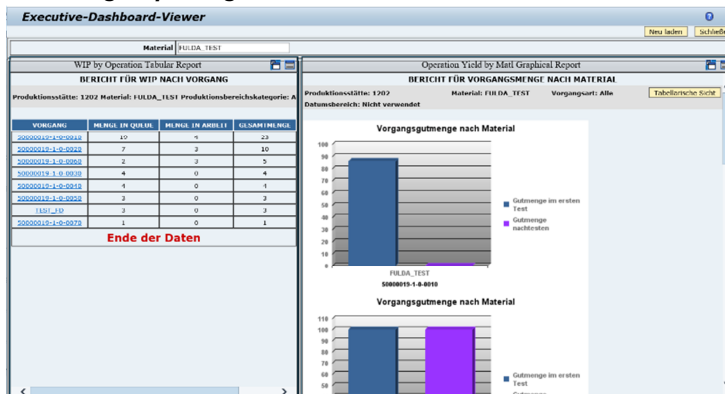 Executive-Dashboard-Viewer
Neu laden
Schließe
Material FULDA_TEST
WIP by Operation Tabular Report
BERICHT FÜR WIP NACH VORGANG
Produktionsstätte: 1202 Material: FULDA_TEST Produktionsbereichskategorie: A
VORGANG MENGE IN QUEUE MENGE IN ARBEIT GESAMTMENGE
50000019-1-0-0010 19 4 23
50000019-1-0-0020 7 3 10
50000019-1-0-0060 2 3 5
50000019-1-0-0030 4 0 4
50000019-1-0-0040 4 0 4
50000019-1-0-0050 3 0 3
TEST_FD 3 0 3
50000019-1-0-0070 1 0 1
Ende der Daten
Operation Yield by Matl Graphical Report
BERICHT FÜR VORGANGSMENGE NACH MATERIAL
Produktionsstätte: 1202 Material: FULDA_TEST Vorgangsart: Alle
Tabellarische Sicht
Datumsbereich: Nicht verwendet
Vorgangsgutmenge nach Material
100
90
80
70
60
50
40
30
20
10
0
Gutmenge im ersten
Test
Gutmenge
nachtesten
FULDA_TEST
50000019-1-0-0010
Vorgangsgutmenge nach Material
110
100
90
80
70
60
50
Gutmenge im ersten
Test